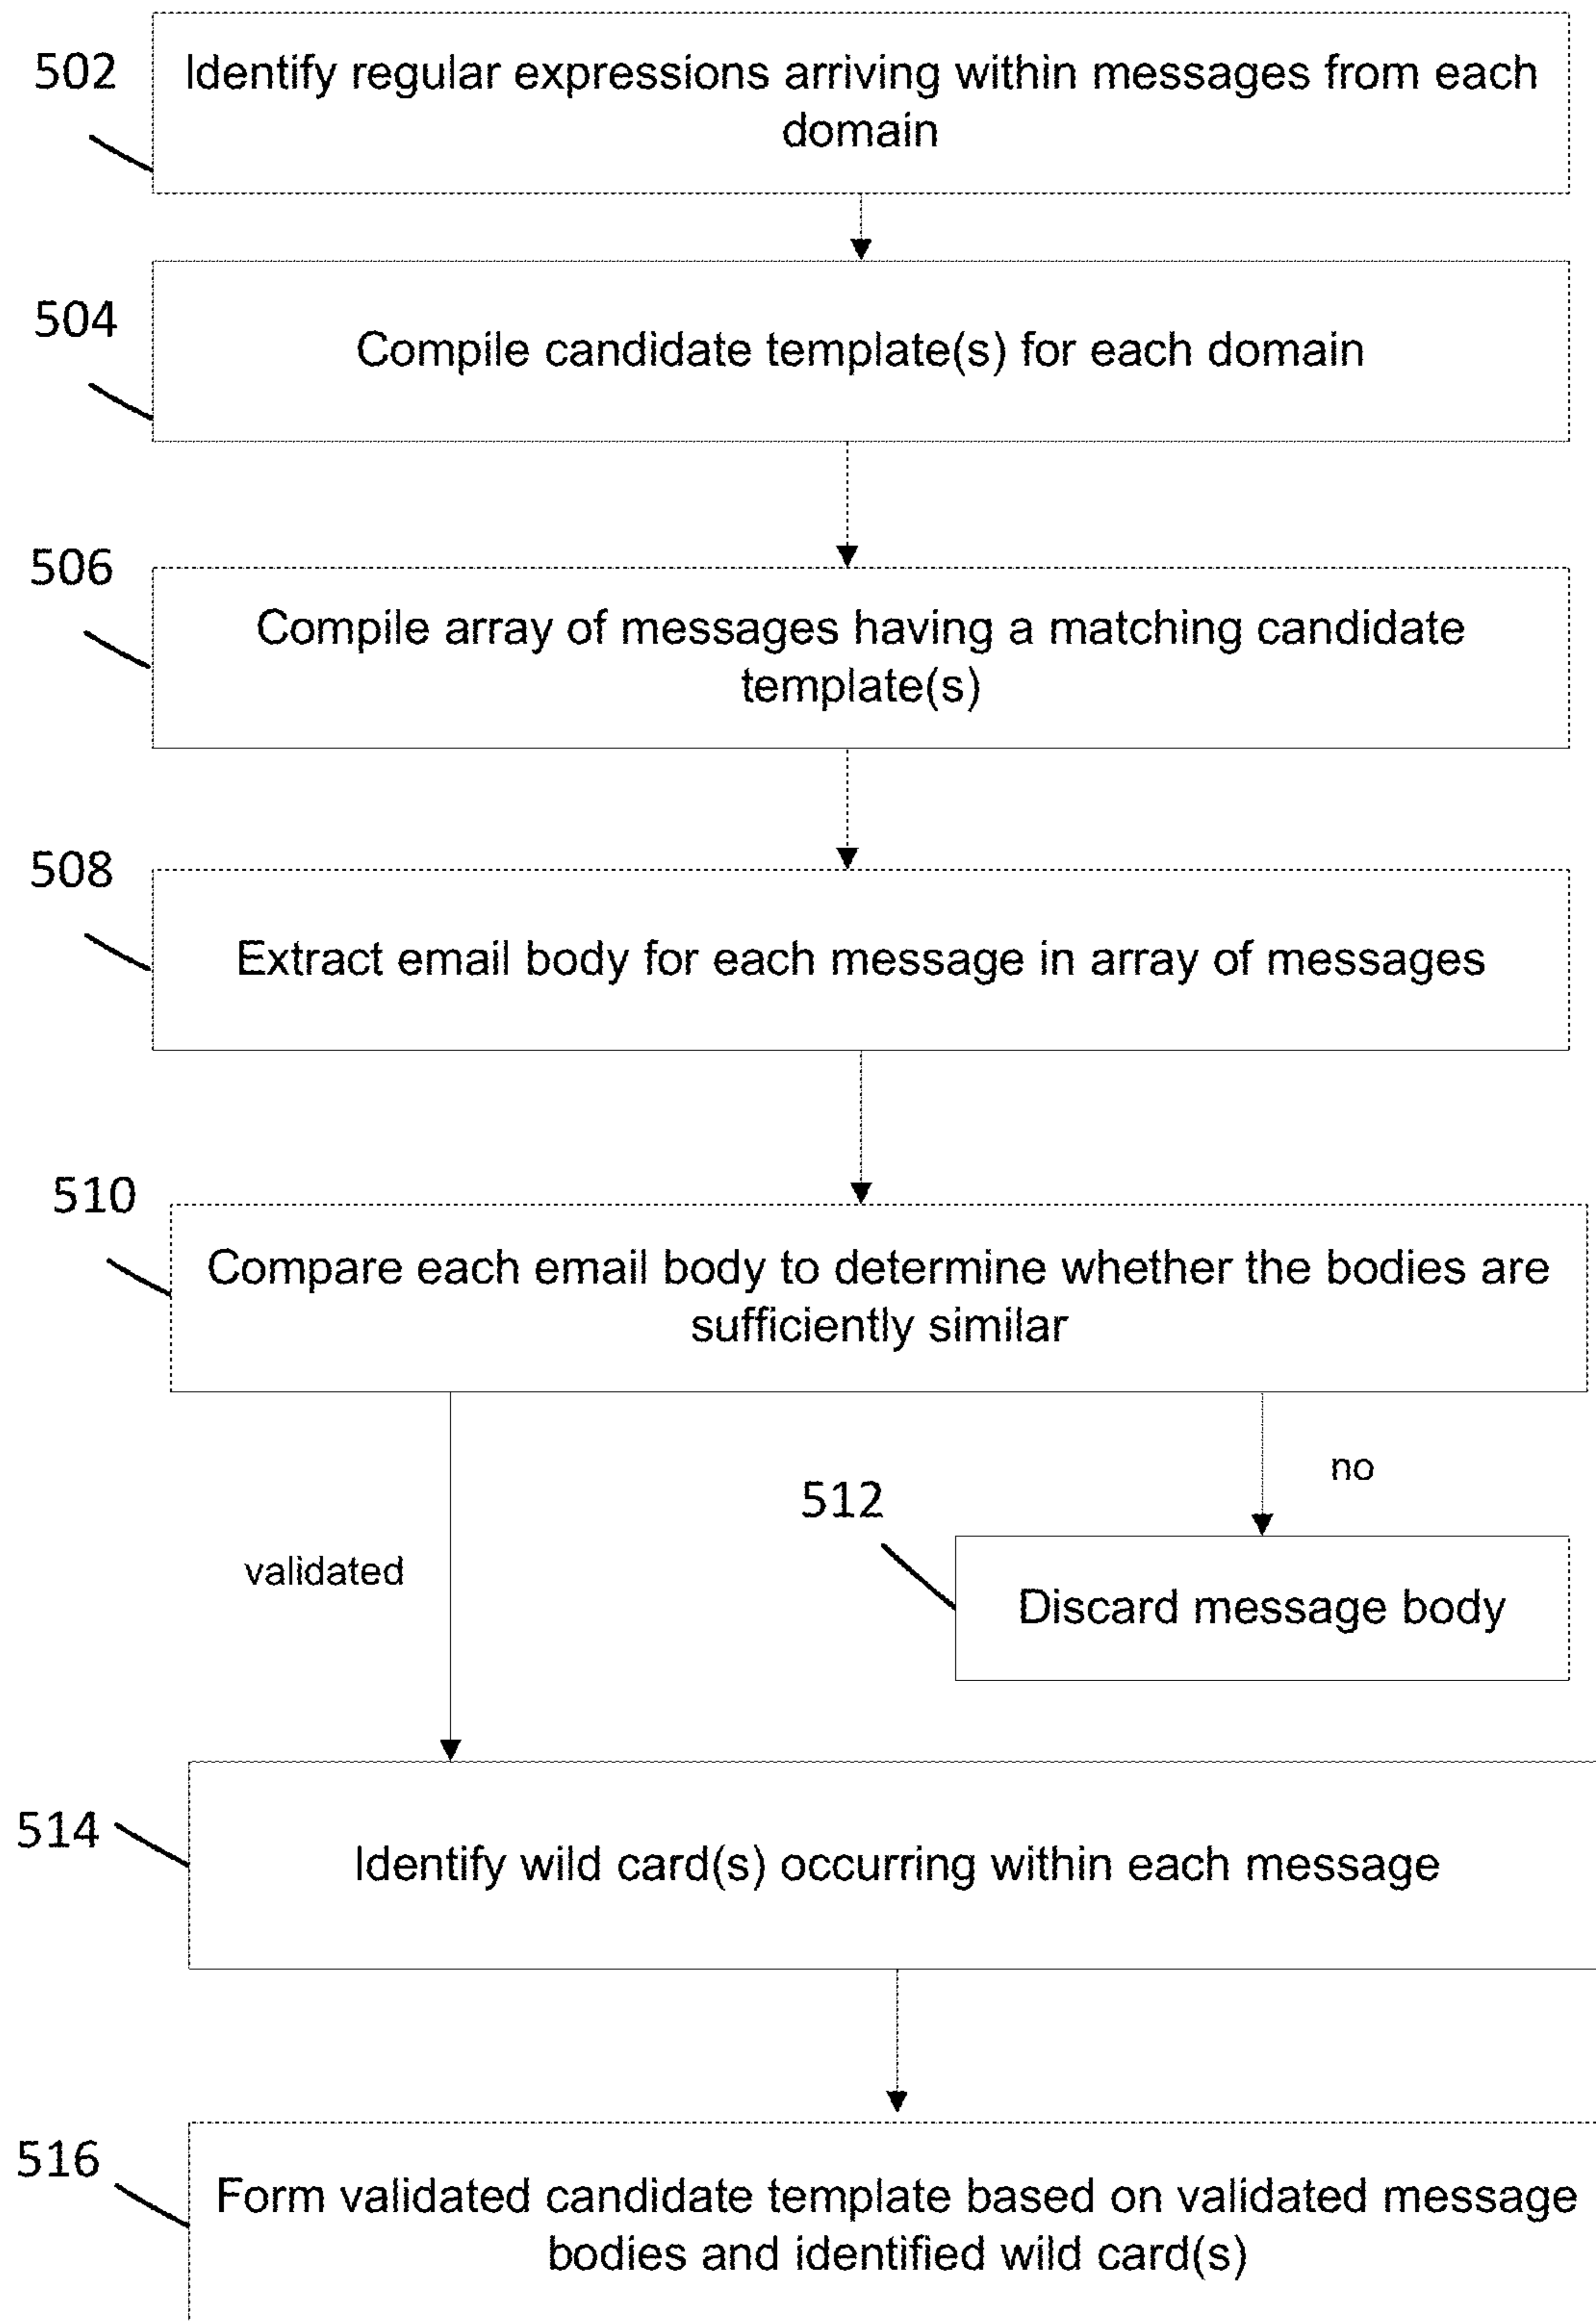 502
Identify regular expressions arriving within messages from each
domain
504
Compile candidate template(s) for each domain
506
Compile array of messages having a matching candidate
template(s)
508
Extract email body for each message in array of messages
510
Compare each email body to determine whether the bodies are
sufficiently similar
no
512
validated
Discard message body
514
Identify wild card(s) occurring within each message
516
Form validated candidate template based on validated message
bodies and identified wild card(s)